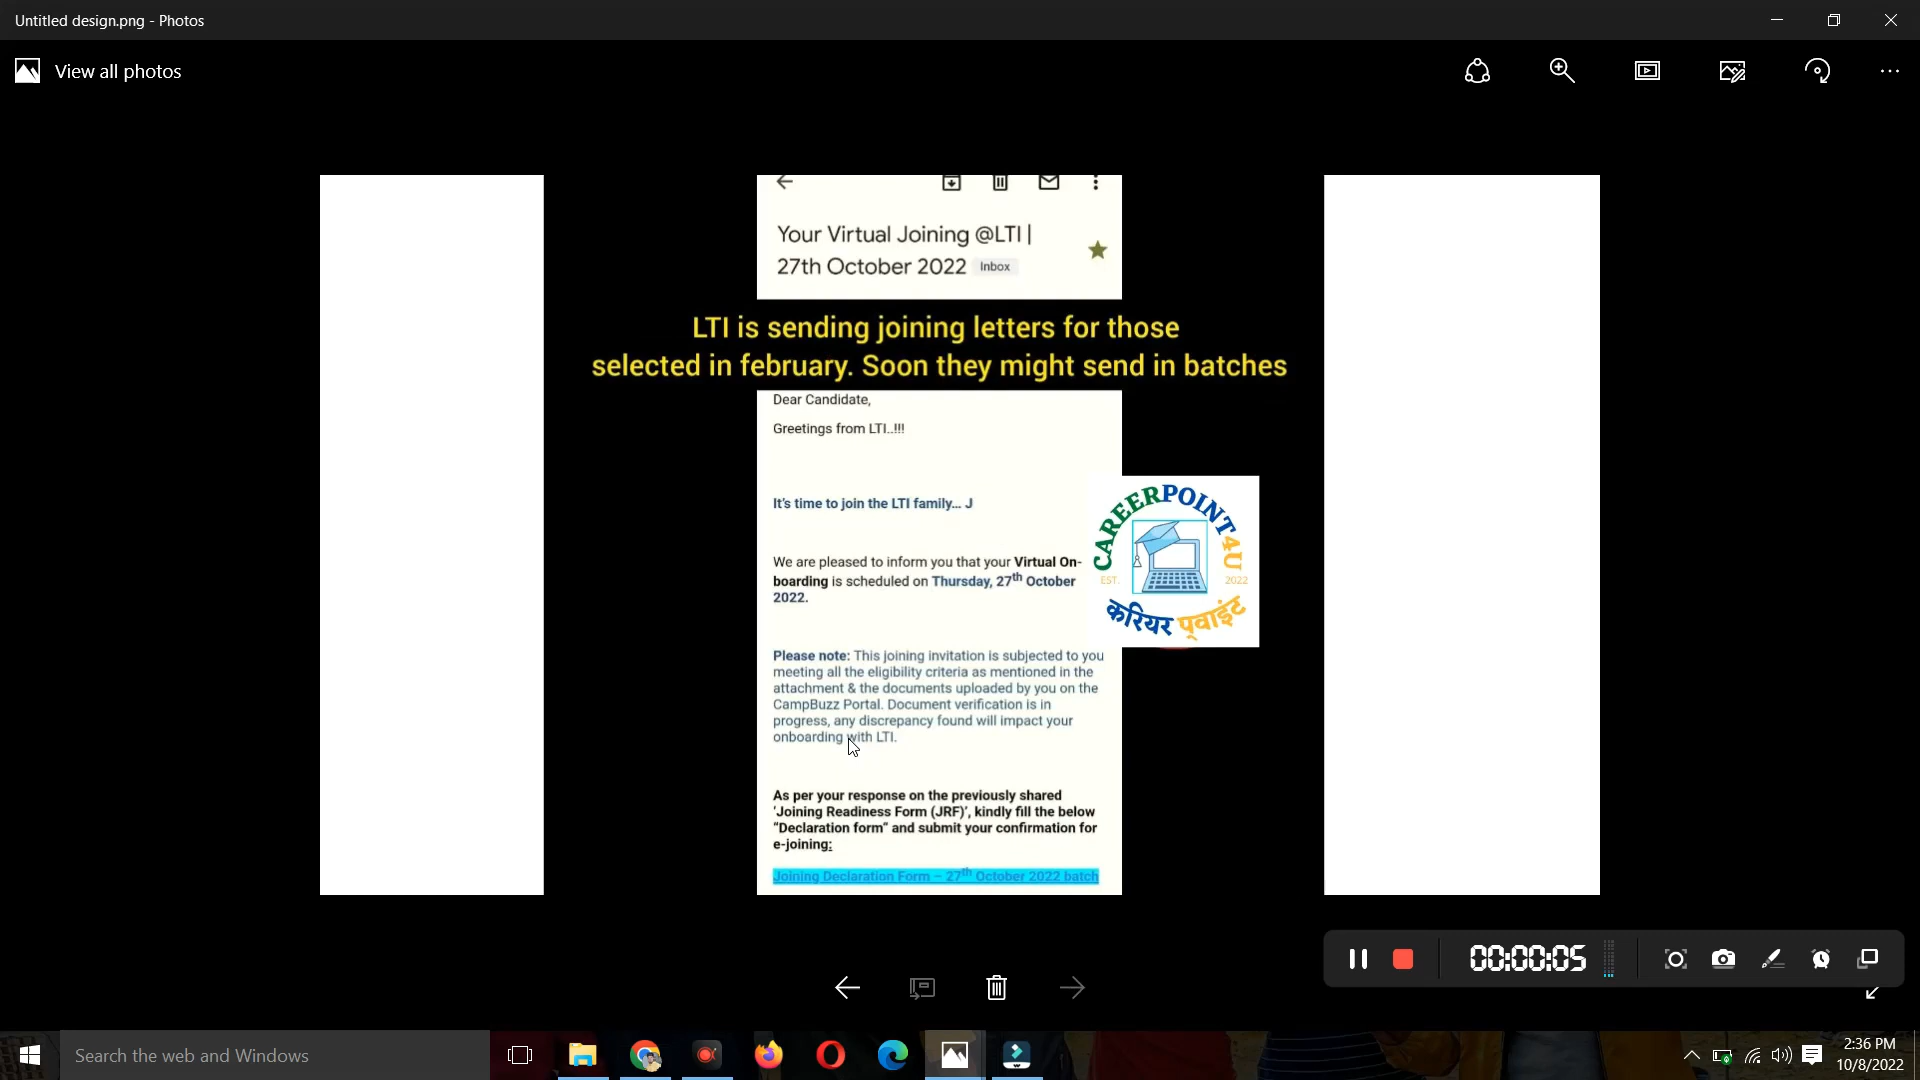 Untitled design.png - Photos
View all photos
Your Virtual Joining @LTI |
27th October 2022 Inbox
LTI is sending joining letters for those
selected in february. Soon they might send in batches
Dear Candidate,
Greetings from LTI..!!!
It's time to join the LTI family... J
We are pleased to inform you that your Virtual On-
boarding is scheduled on Thursday, 27th October
2022.
CAREERPOINT4U
EST. 2022
करियर प्वाइंट
Please note: This joining invitation is subjected to you
meeting all the eligibility criteria as mentioned in the
attachment & the documents uploaded by you on the
CampBuzz Portal. Document verification is in
progress, any discrepancy found will impact your
onboarding with LTI.
As per your response on the previously shared
'Joining Readiness Form (JRF)', kindly fill the below
"Declaration form" and submit your confirmation for
e-joining:
Joining Declaration Form – 27th October 2022 batch
00:00:05
Search the web and Windows
2:36 PM
10/8/2022